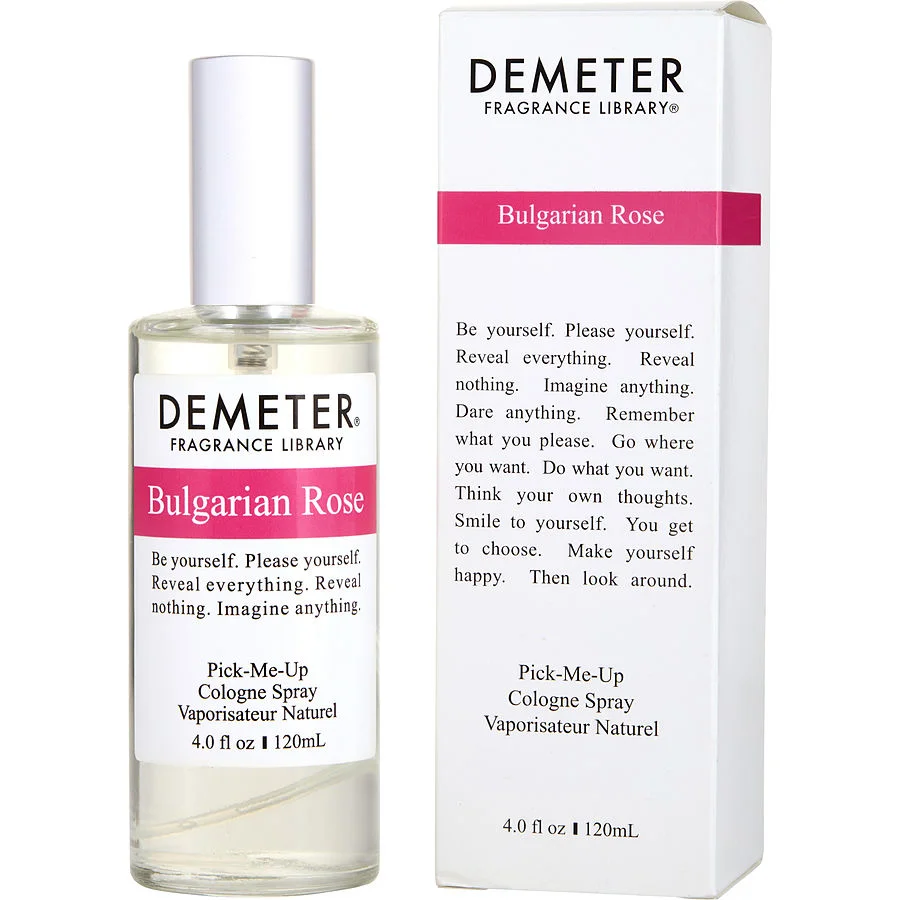 DEMETER®
FRAGRANCE LIBRARY
Bulgarian Rose
Be yourself. Please yourself.
Reveal everything. Reveal
nothing. Imagine anything.
Pick-Me-Up
Cologne Spray
Vaporisateur Naturel
4.0 fl oz ▌120mL
DEMETER
FRAGRANCE LIBRARY®
Bulgarian Rose
Be yourself. Please yourself.
Reveal everything. Reveal
nothing. Imagine anything.
Dare anything. Remember
what you please. Go where
you want. Do what you want.
Think your own thoughts.
Smile to yourself. You get
to choose. Make yourself
happy. Then look around.
Pick-Me-Up
Cologne Spray
Vaporisateur Naturel
4.0 fl oz ▌120mL